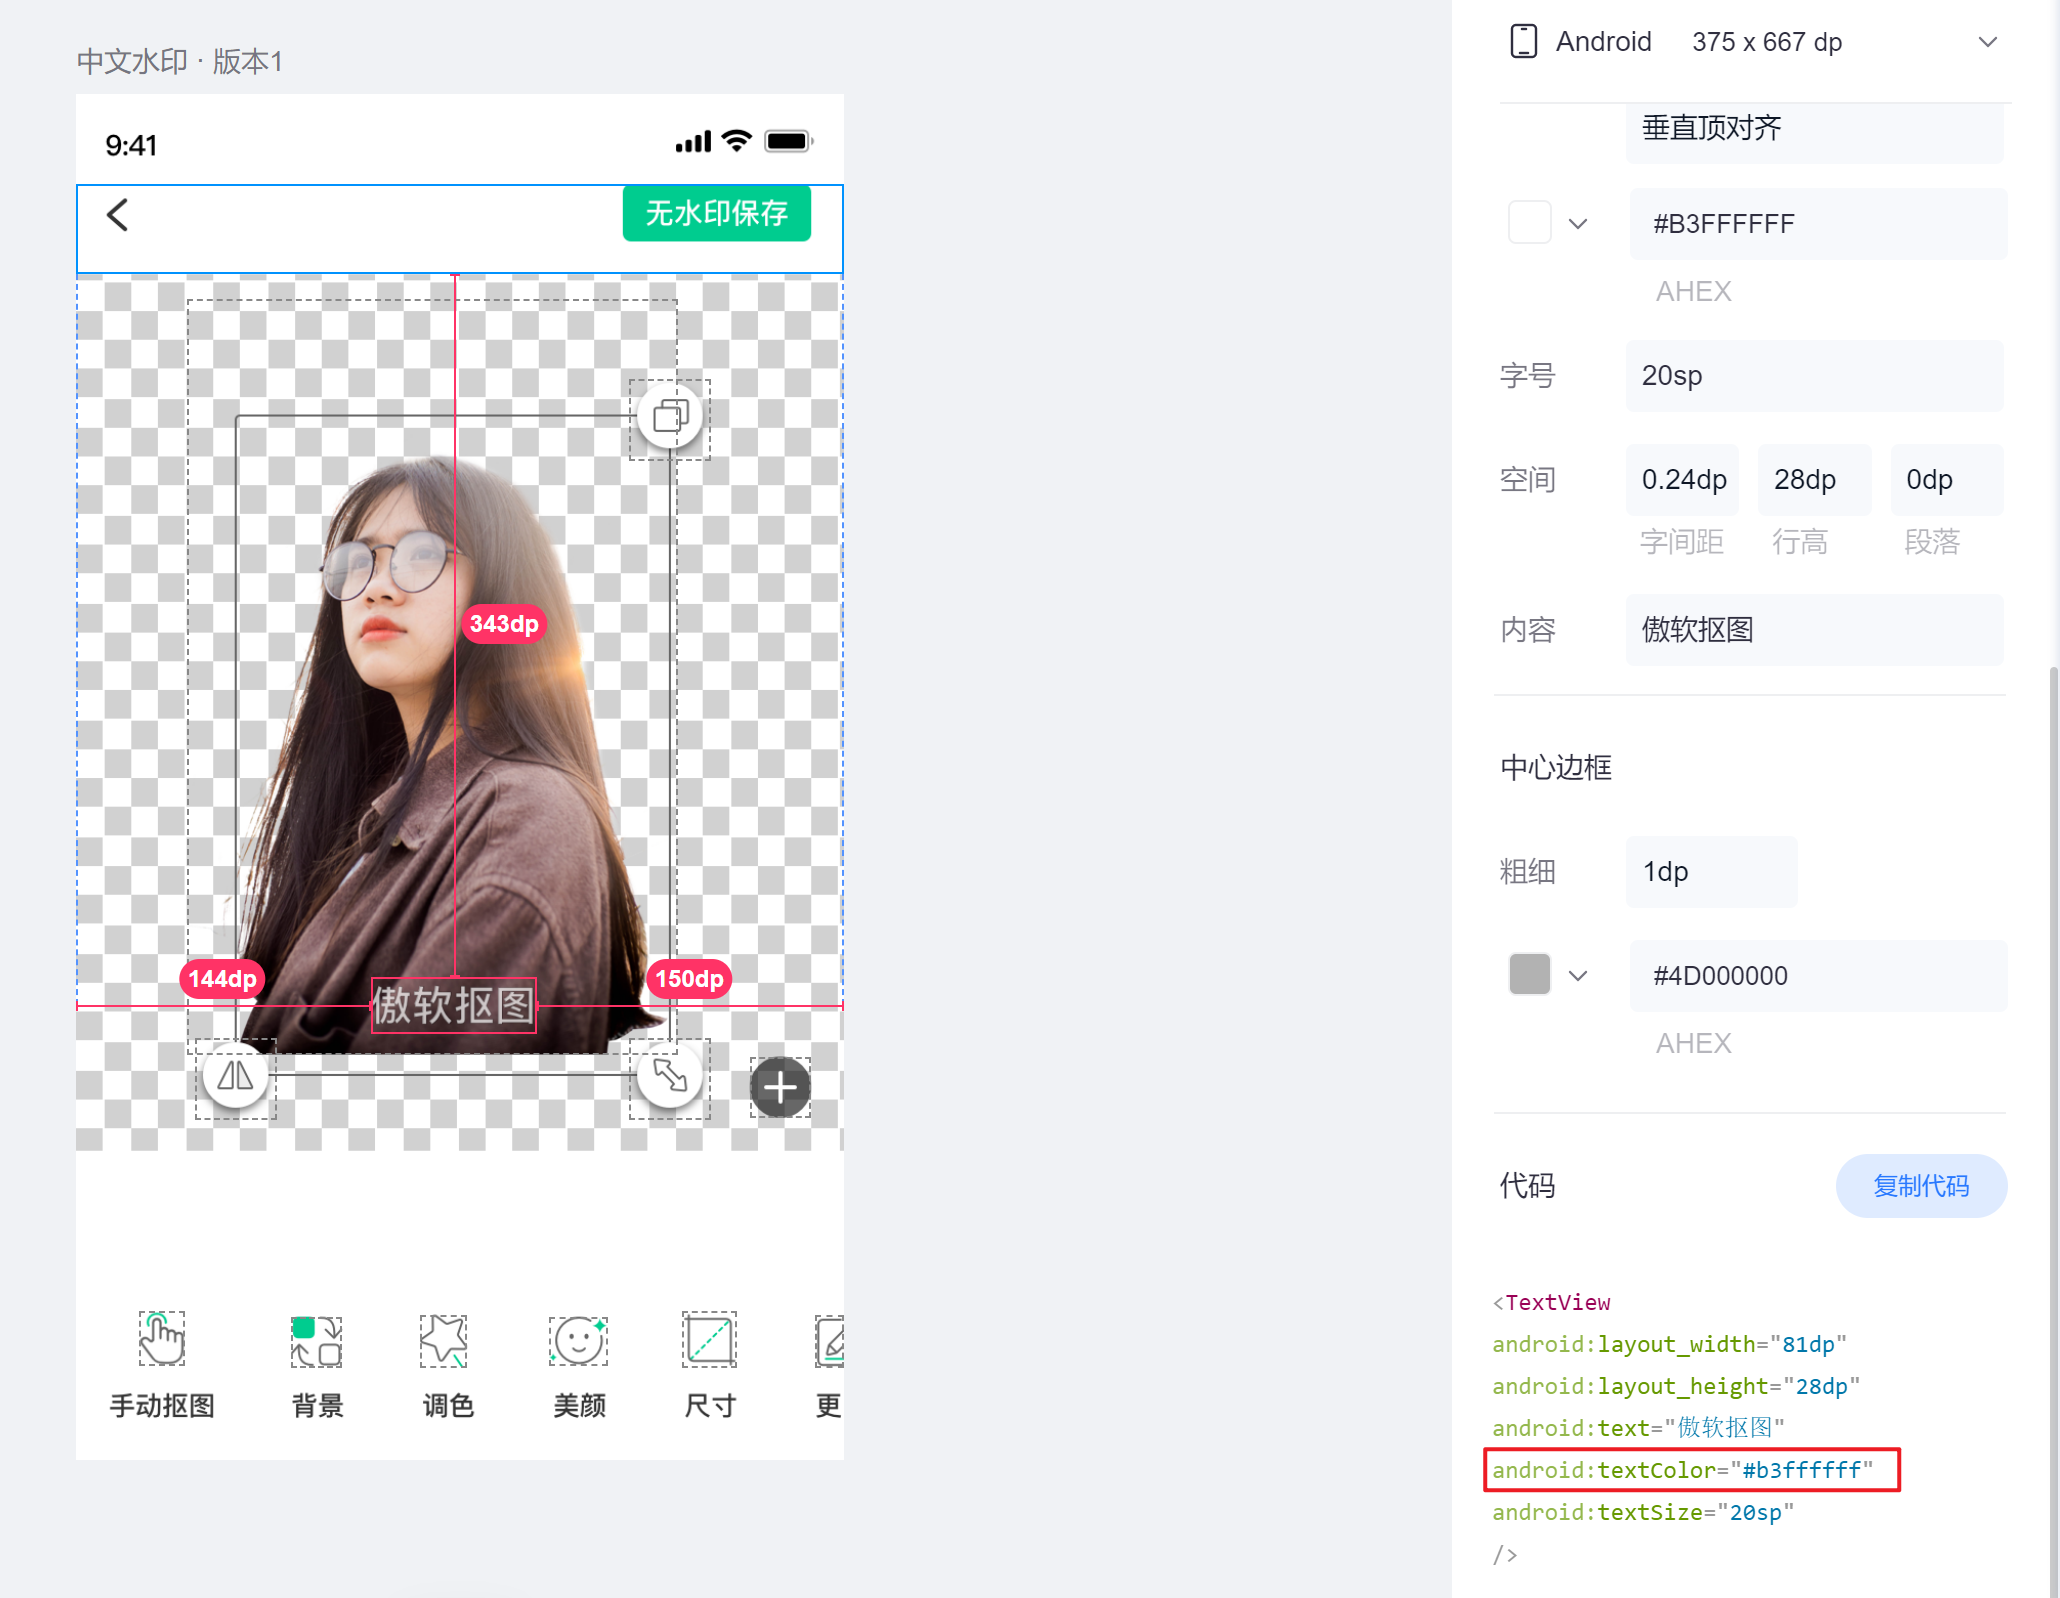 中文水印 · 版本1
9:41
无水印保存
343dp
144dp
150dp
傲软抠图
手动抠图
背景
调色
美颜
尺寸
更
Android 375 x 667 dp
垂直顶对齐
#B3FFFFFF
AHEX
字号 20sp
空间 0.24dp 28dp 0dp
字间距 行高 段落
内容 傲软抠图
中心边框
粗细 1dp
#4D000000
AHEX
代码 复制代码
<TextView
android:layout_width="81dp"
android:layout_height="28dp"
android:text="傲软抠图"
android:textColor="#b3ffffff"
android:textSize="20sp"
/>